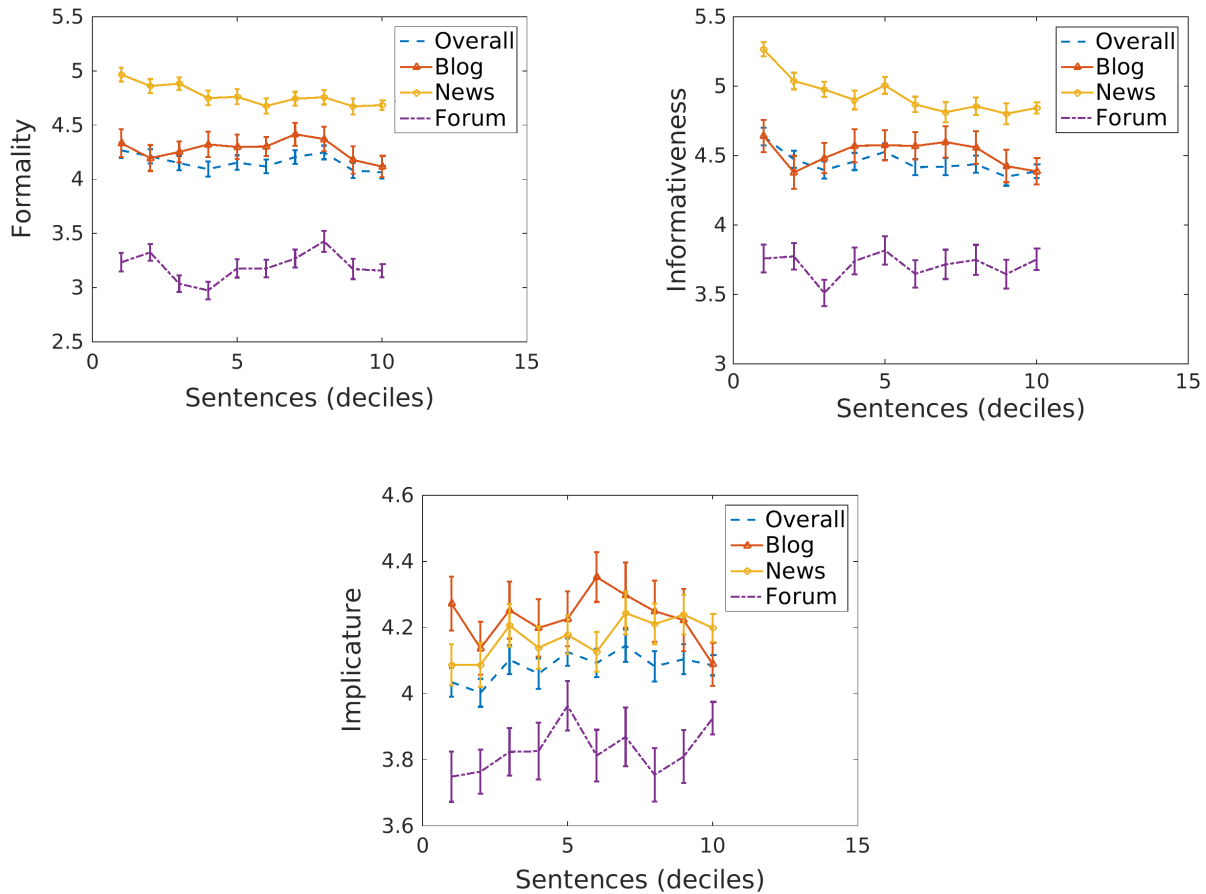 5.5
5
4.5
4
3.5
3
2.5
0
5
10
15
Formality
Sentences (deciles)
Overall
Blog
News
Forum
5.5
5
4.5
4
3.5
3
0
5
10
15
Informativeness
Sentences (deciles)
Overall
Blog
News
Forum
4.6
4.4
4.2
4
3.8
3.6
0
5
10
15
Implicature
Sentences (deciles)
Overall
Blog
News
Forum